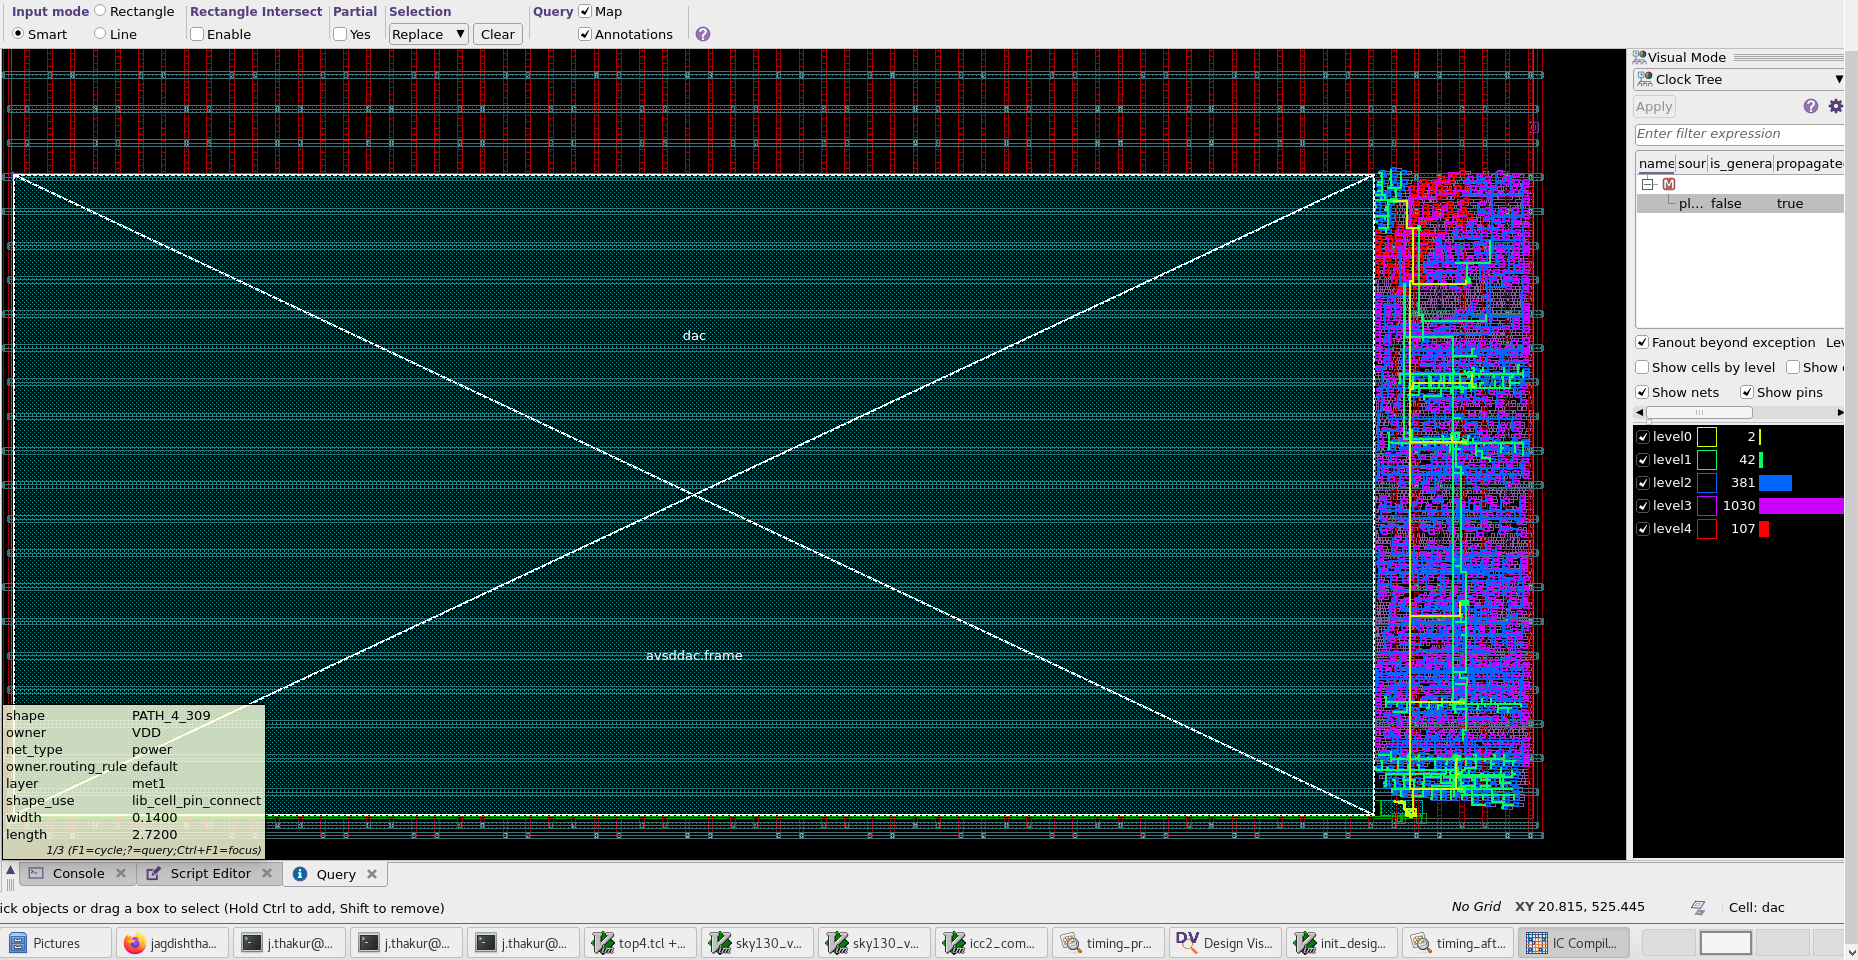 Input mode Rectangle Rectangle Intersect Partial Selection Query Map
Smart Line Enable Yes Replace Clear Annotations
Visual Mode
Clock Tree
Apply
Enter filter expression
name sour is_genera propagate
pl... false true
dac
avsddac.frame
Fanout beyond exception Lev
Show cells by level Show
Show nets Show pins
level0 2
level1 42
level2 381
level3 1030
level4 107
shape PATH_4_309
owner VDD
net_type power
owner.routing_rule default
layer met1
shape_use lib_cell_pin_connect
width 0.1400
length 2.7200
1/3 (F1=cycle;?=query;Ctrl+F1=focus)
Console Script Editor Query
ick objects or drag a box to select (Hold Ctrl to add, Shift to remove)
No Grid XY 20.815, 525.445 Cell: dac
Pictures jagdishtha... j.thakur@... j.thakur@... j.thakur@... top4.tcl +... sky130_v... sky130_v... icc2_com... timing_pr... Design Vis... init_desig... timing_aft... IC Compil...